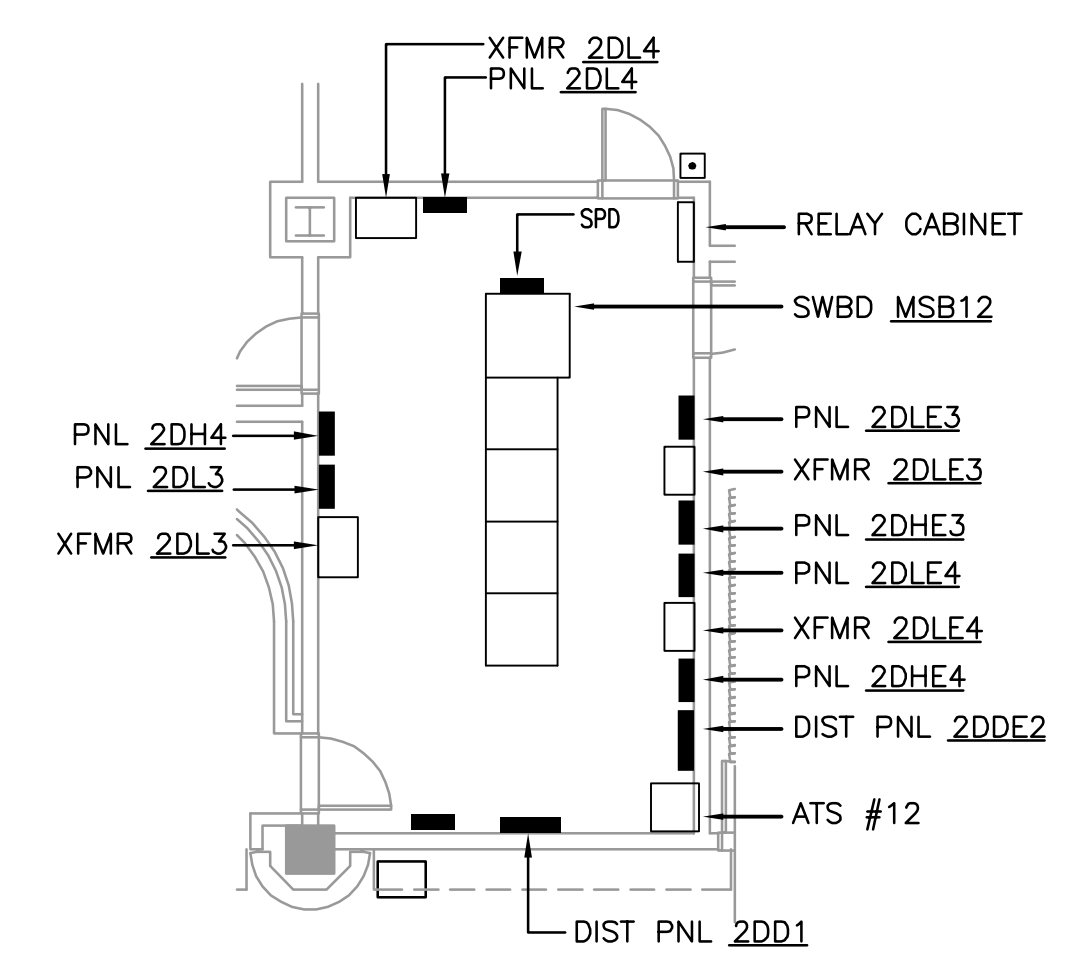 XFMR 2DL4
PNL 2DL4
SPD
RELAY CABINET
SWBD MSB12
PNL 2DLE3
PNL 2DH4
XFMR 2DLE3
PNL 2DL3
PNL 2DHE3
XFMR 2DL3
PNL 2DLE4
XFMR 2DLE4
PNL 2DHE4
DIST PNL 2DDE2
ATS #12
DIST PNL 2DD1